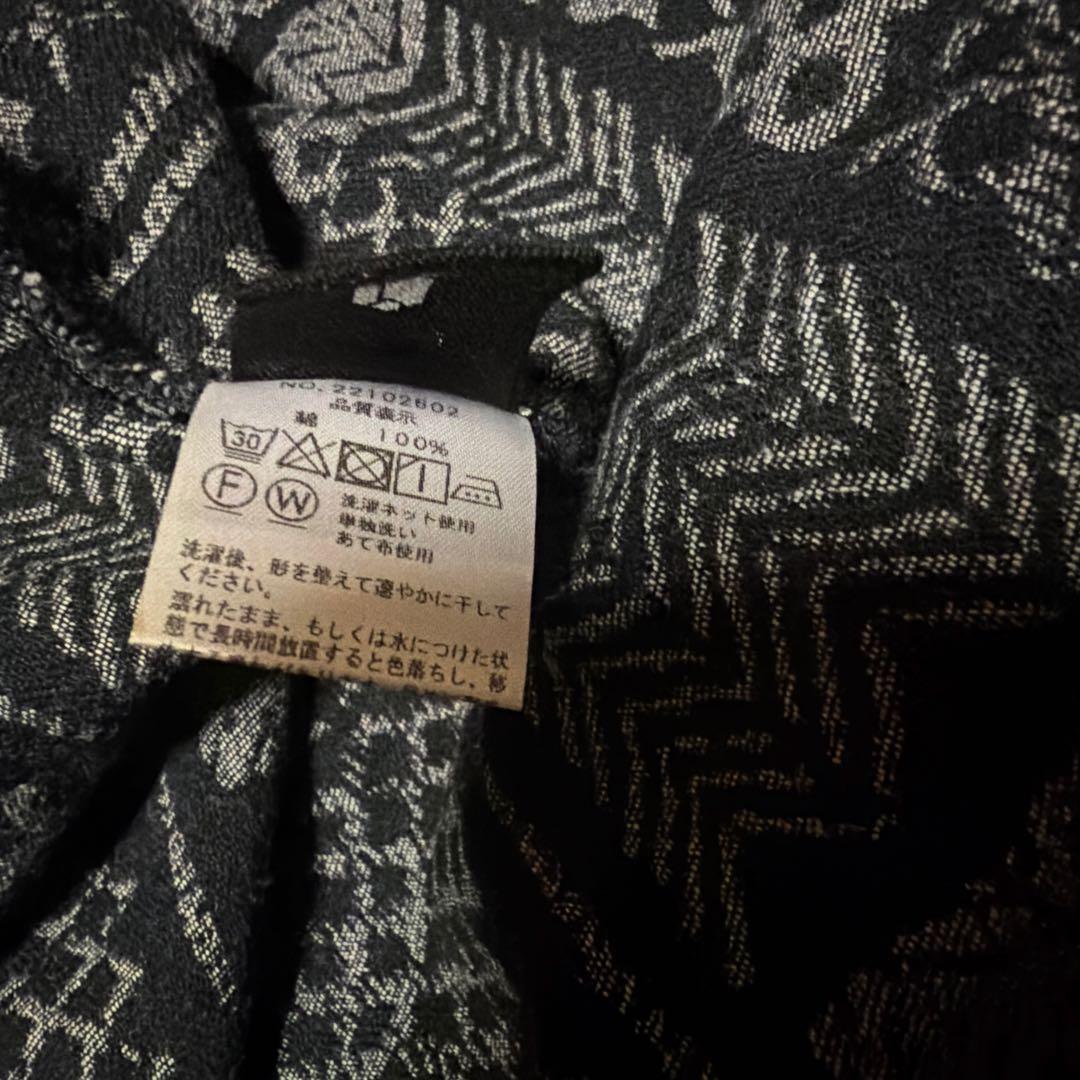 NO.22102602
品質表示
綿 100%
30
F W
洗濯ネット使用
単独洗い
あて布使用
洗濯後、形を整えて速やかに干して
ください。
濡れたまま、もしくは水につけた状
態で長時間放置すると色落ちし、移